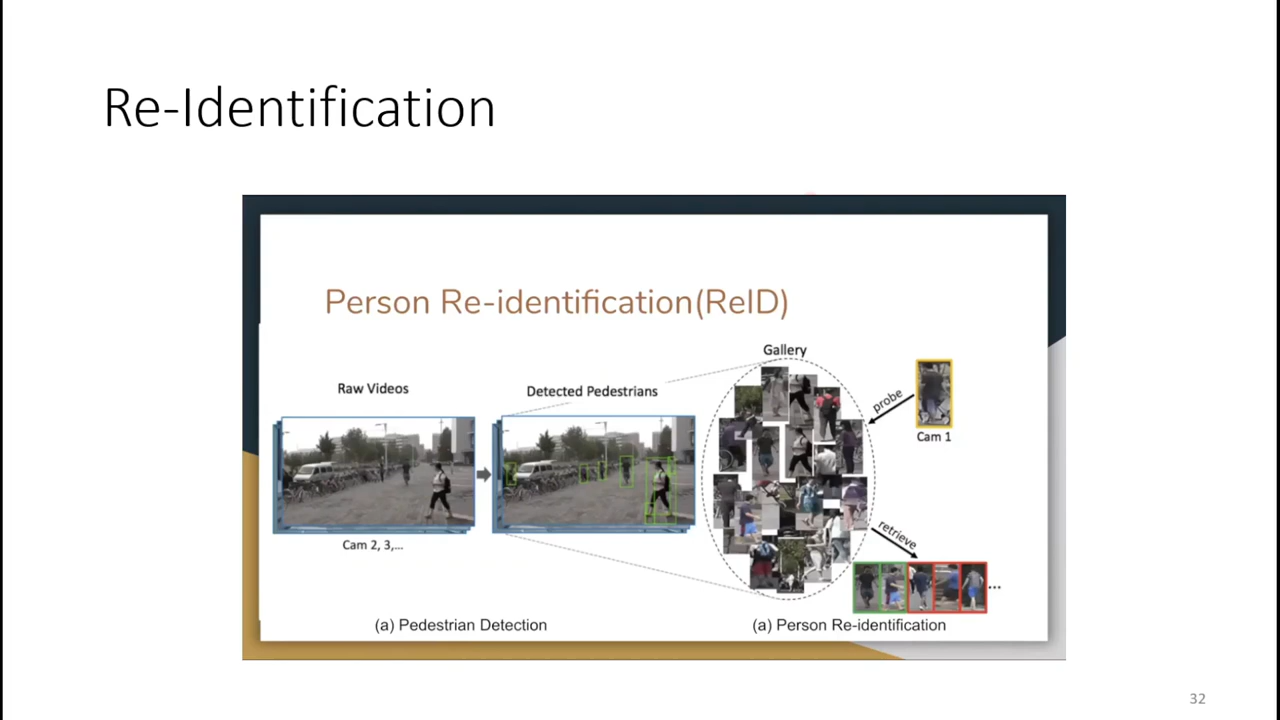 Re-Identification
Person Re-identification(ReID)
Raw Videos
Cam 2, 3,...
Detected Pedestrians
Gallery
probe
Cam 1
retrieve
...
(a) Pedestrian Detection
(a) Person Re-identification
32